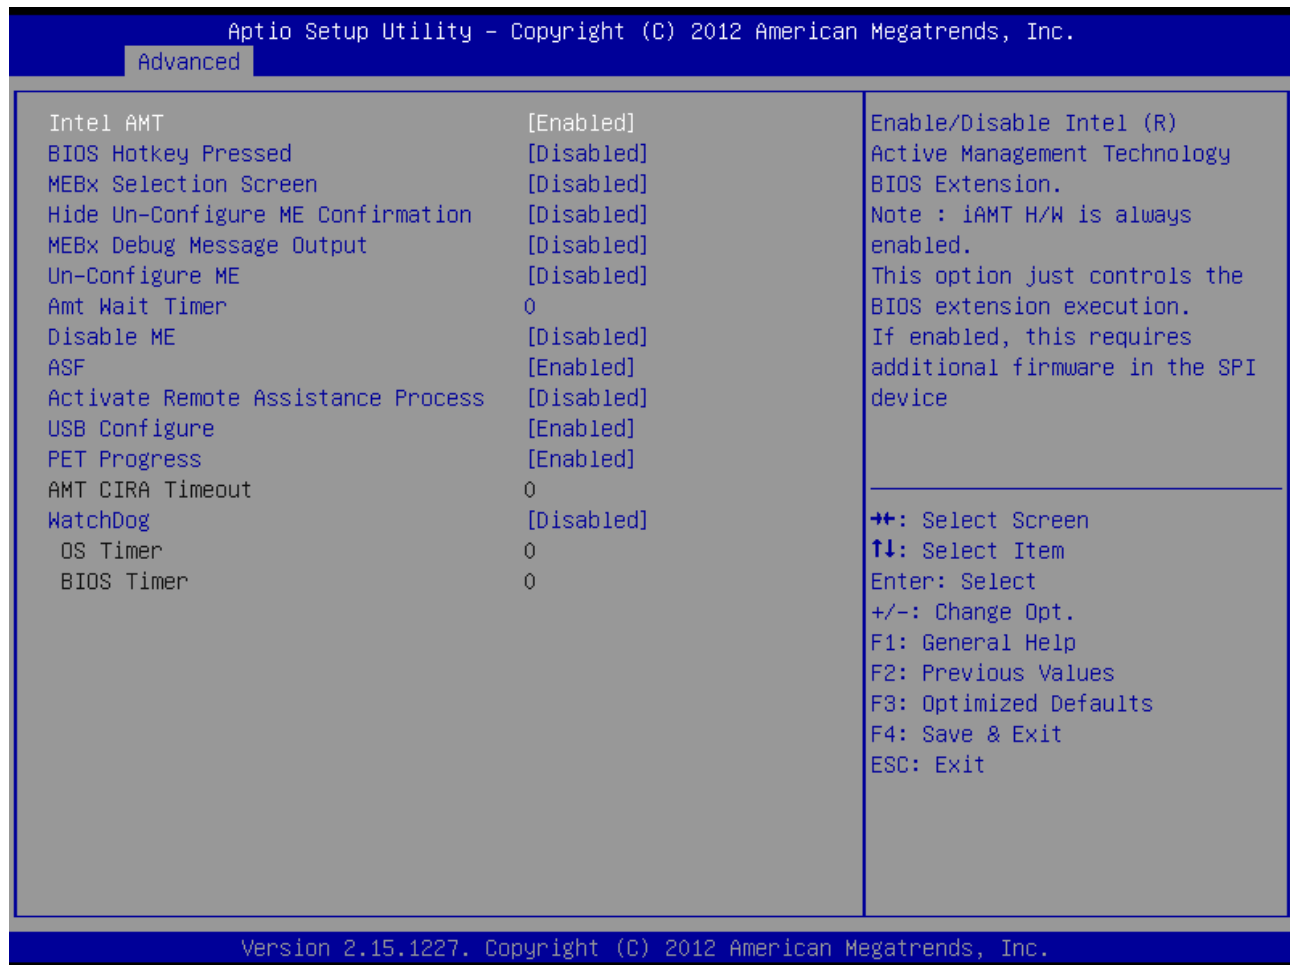 Aptio Setup Utility – Copyright (C) 2012 American Megatrends, Inc.
Advanced
Intel AMT [Enabled]
BIOS Hotkey Pressed [Disabled]
MEBx Selection Screen [Disabled]
Hide Un-Configure ME Confirmation [Disabled]
MEBx Debug Message Output [Disabled]
Un-Configure ME [Disabled]
Amt Wait Timer 0
Disable ME [Disabled]
ASF [Enabled]
Activate Remote Assistance Process [Disabled]
USB Configure [Enabled]
PET Progress [Enabled]
AMT CIRA Timeout 0
WatchDog [Disabled]
OS Timer 0
BIOS Timer 0
Enable/Disable Intel (R)
Active Management Technology
BIOS Extension.
Note : iAMT H/W is always
enabled.
This option just controls the
BIOS extension execution.
If enabled, this requires
additional firmware in the SPI
device
→←: Select Screen
↑↓: Select Item
Enter: Select
+/-: Change Opt.
F1: General Help
F2: Previous Values
F3: Optimized Defaults
F4: Save & Exit
ESC: Exit
Version 2.15.1227. Copyright (C) 2012 American Megatrends, Inc.